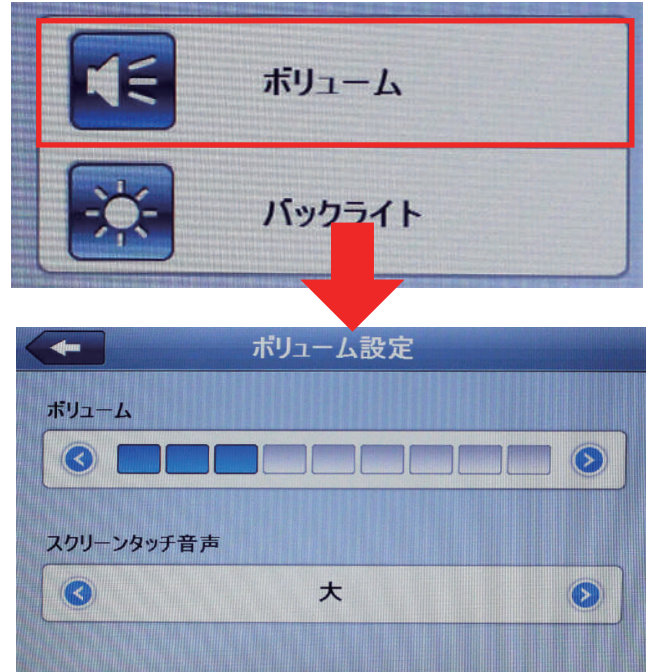 ボリューム
バックライト
ボリューム設定
ボリューム
スクリーンタッチ音声
大